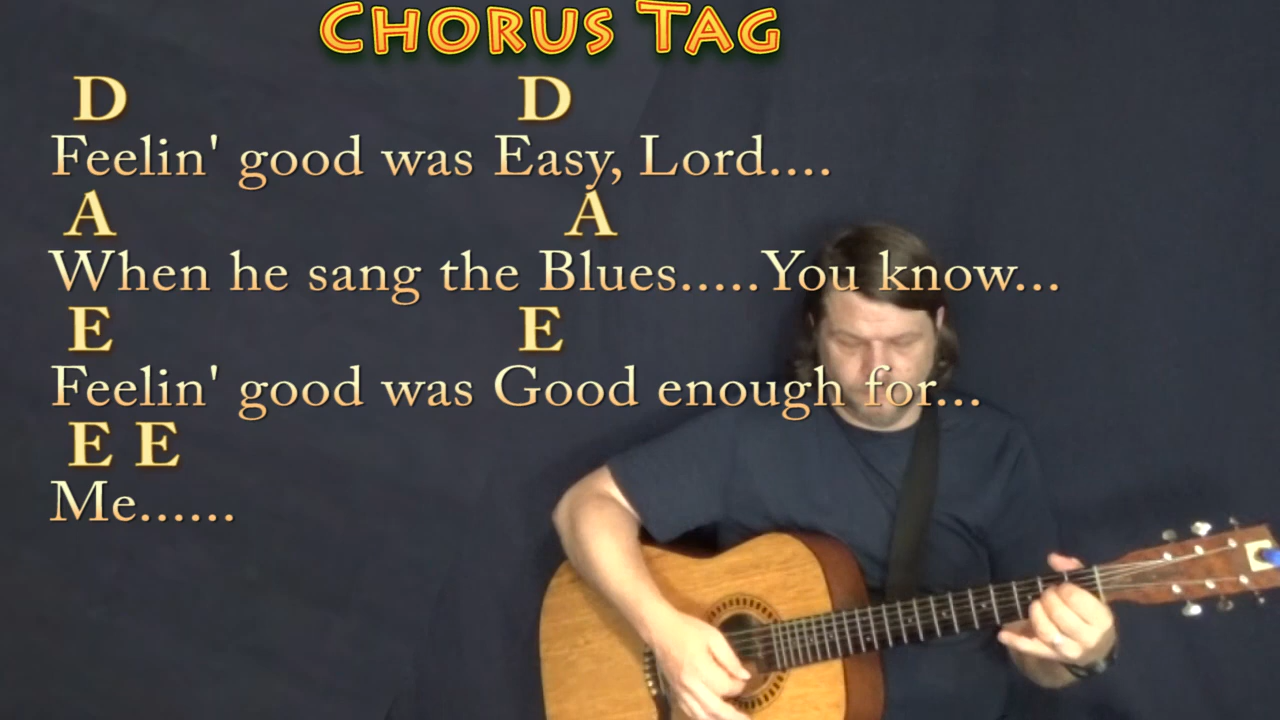 CHORUS TAG
D D
Feelin' good was Easy, Lord....
A A
When he sang the Blues.....You know...
E E
Feelin' good was Good enough for...
E E
Me......